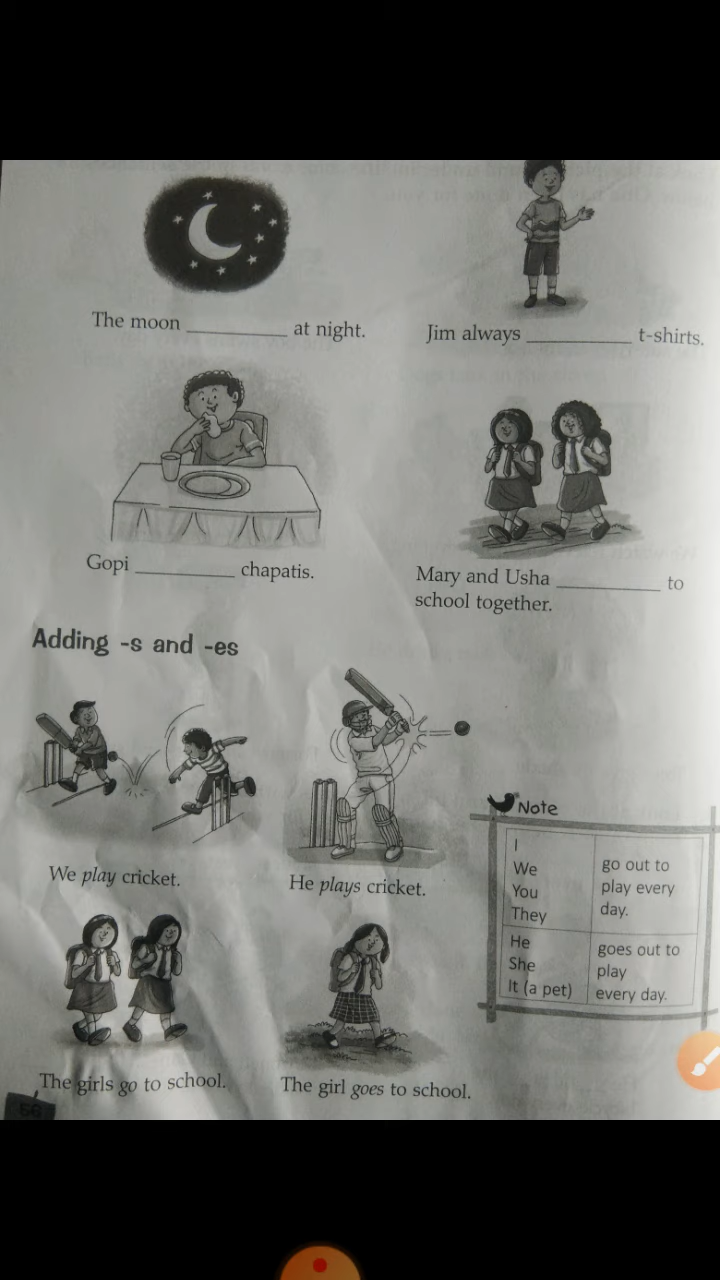 The moon __________ at night.
Jim always __________ t-shirts.
Gopi __________ chapatis.
Mary and Usha __________ to
school together.
Adding -s and -es
We play cricket.
He plays cricket.
Note
I
We
You
They
go out to
play every
day.
He
She
It (a pet)
goes out to
play
every day.
The girls go to school.
The girl goes to school.
56